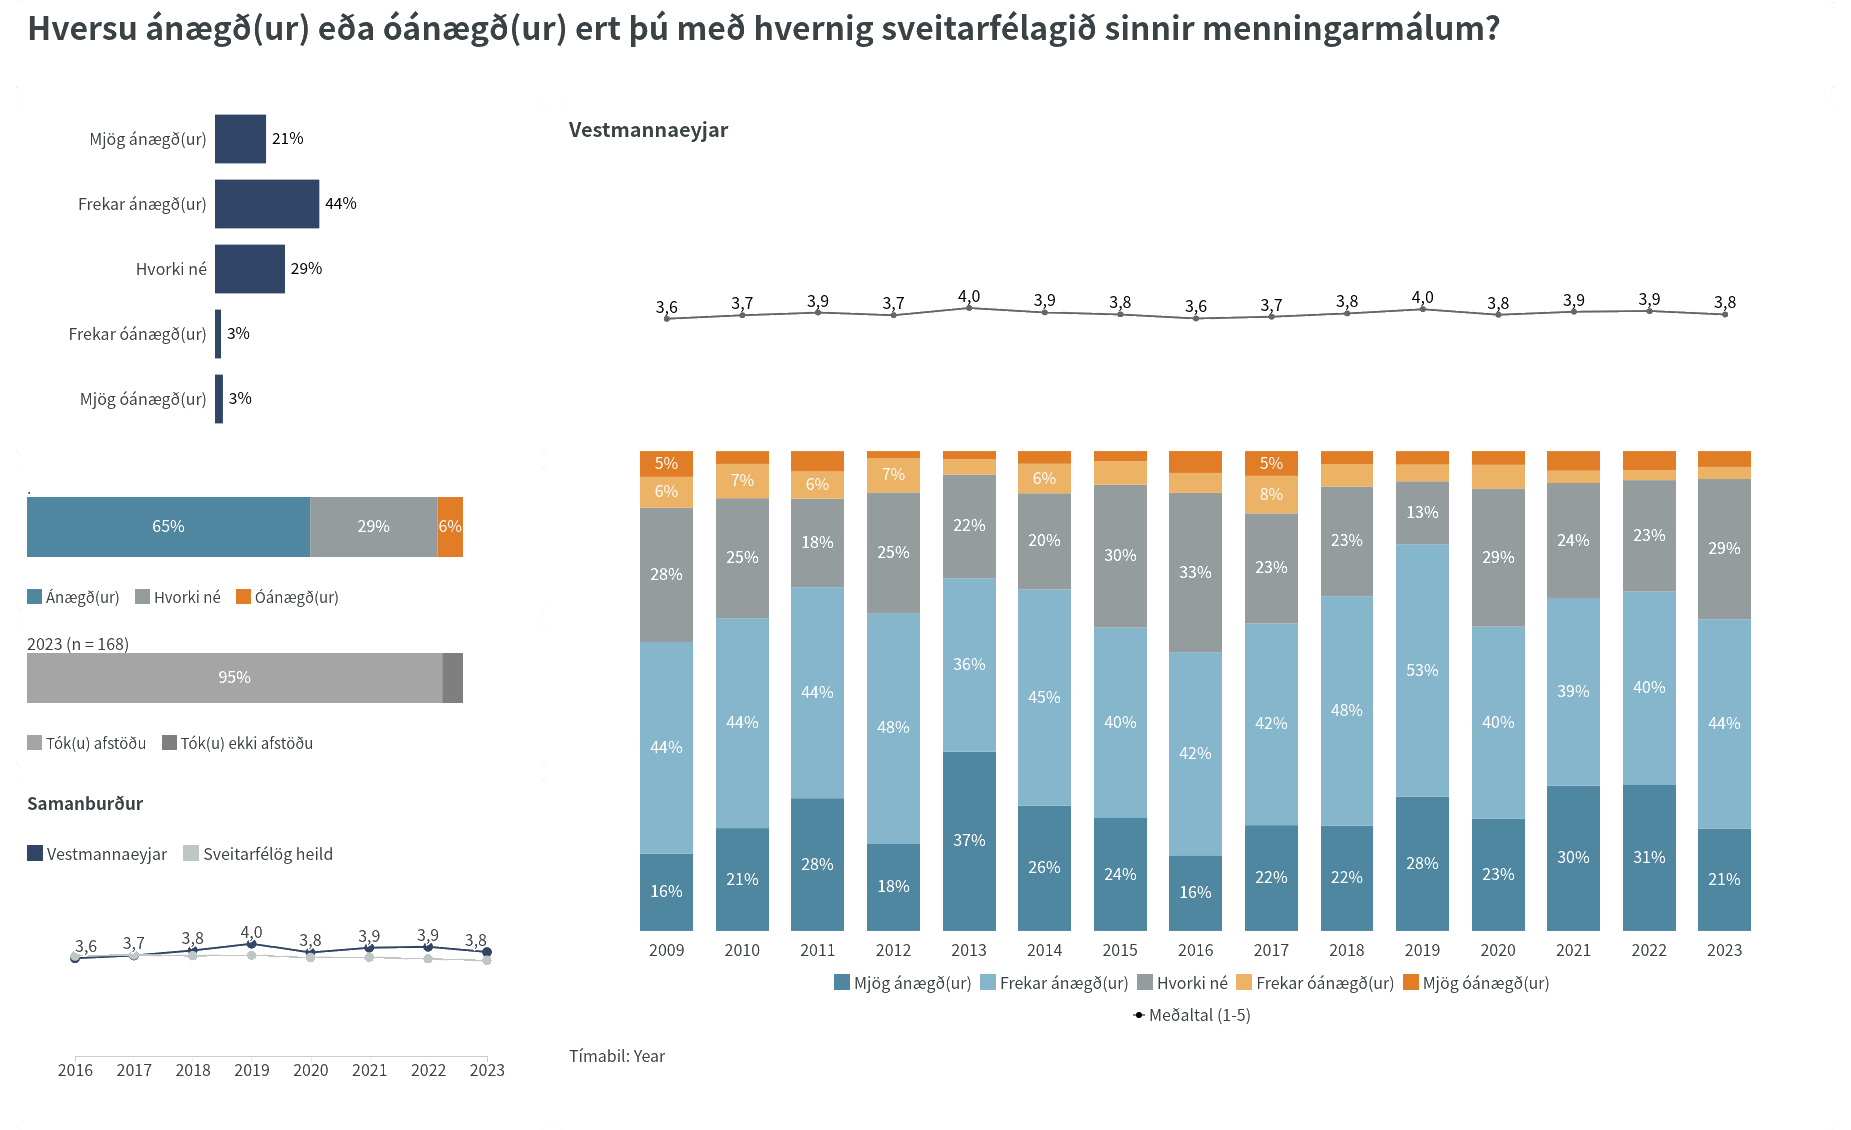 Hversu ánægð(ur) eða óánægð(ur) ert þú með hvernig sveitarfélagið sinnir menningarmálum?
Mjög ánægð(ur) 21%
Frekar ánægð(ur) 44%
Hvorki né 29%
Frekar óánægð(ur) 3%
Mjög óánægð(ur) 3%
.
65% 29% 6%
Ánægð(ur) Hvorki né Óánægð(ur)
2023 (n = 168)
95%
Tók(u) afstöðu Tók(u) ekki afstöðu
Samanburður
Vestmannaeyjar Sveitarfélög heild
3,6 3,7 3,8 4,0 3,8 3,9 3,9 3,8
2016 2017 2018 2019 2020 2021 2022 2023
Vestmannaeyjar
3,6 3,7 3,9 3,7 4,0 3,9 3,8 3,6 3,7 3,8 4,0 3,8 3,9 3,9 3,8
5% 5%
6% 7% 6% 7% 6% 8%
28% 25% 18% 25% 22% 20% 30% 33% 23% 23% 13% 29% 24% 23% 29%
44% 44% 44% 48% 36% 45% 40% 42% 42% 48% 53% 40% 39% 40% 44%
16% 21% 28% 18% 37% 26% 24% 16% 22% 22% 28% 23% 30% 31% 21%
2009 2010 2011 2012 2013 2014 2015 2016 2017 2018 2019 2020 2021 2022 2023
Mjög ánægð(ur) Frekar ánægð(ur) Hvorki né Frekar óánægð(ur) Mjög óánægð(ur)
Meðaltal (1-5)
Tímabil: Year